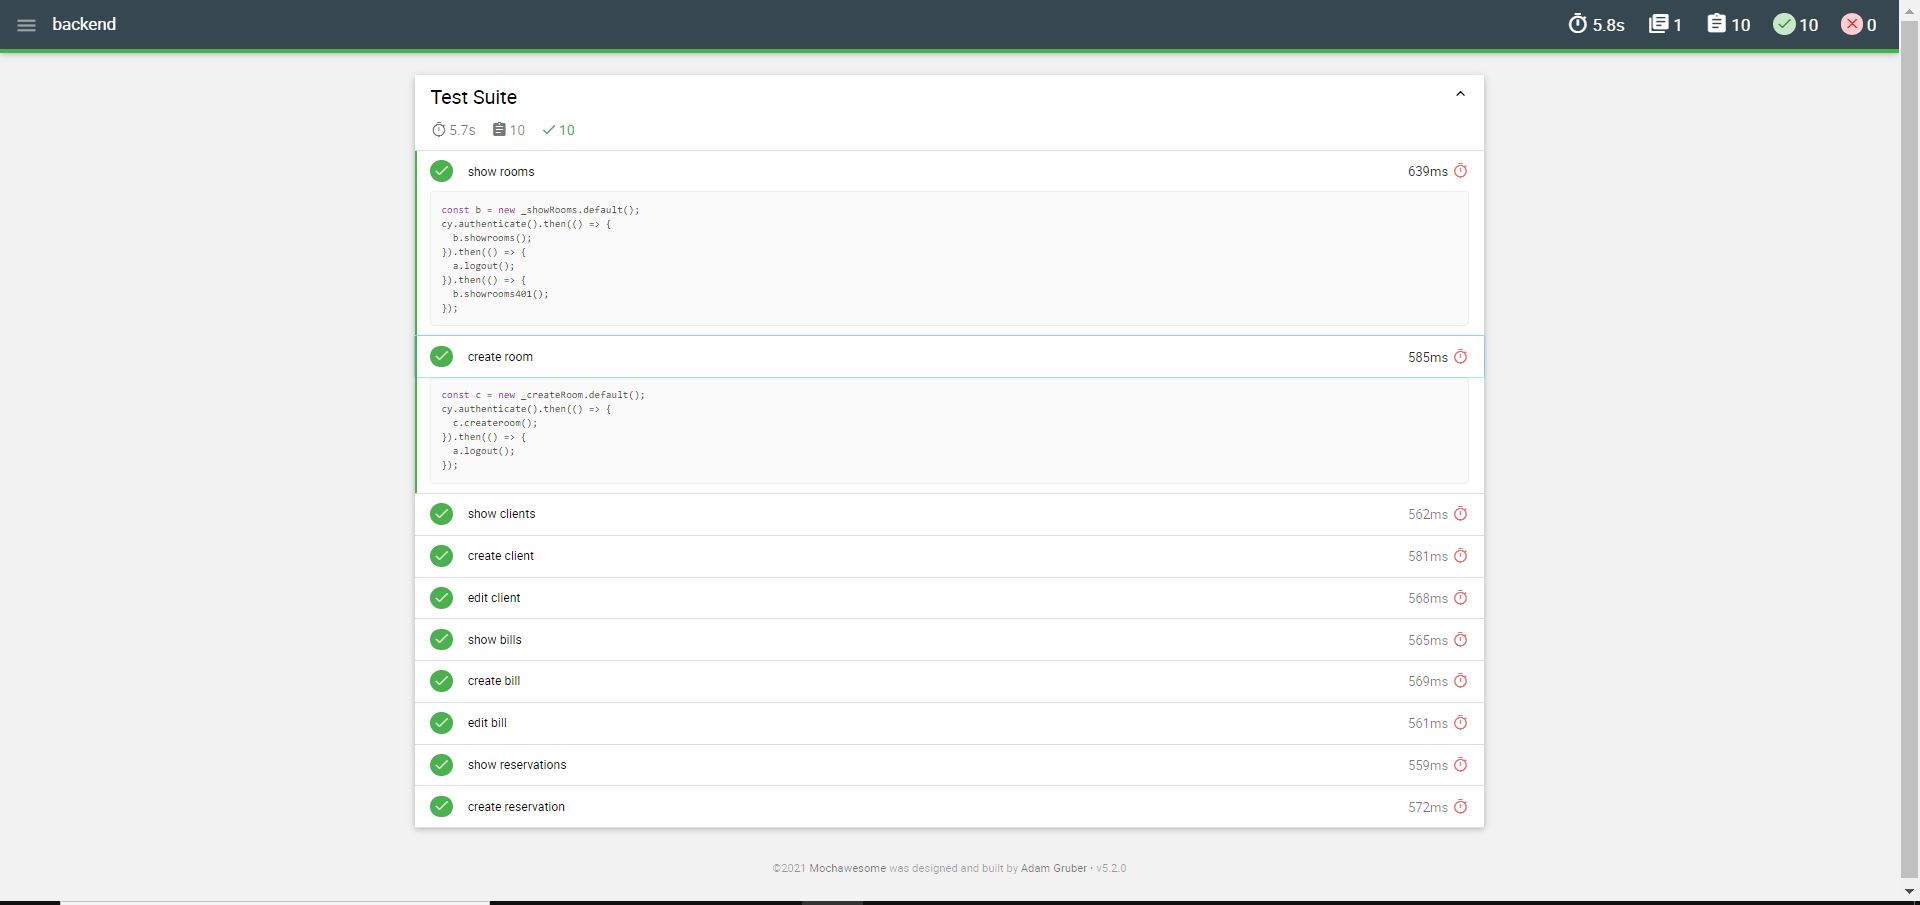 backend
5.8s 1 10 10 0
Test Suite
5.7s 10 10
show rooms 639ms
const b = new _showRooms.default();
cy.authenticate().then(() => {
  b.showrooms();
}).then(() => {
  a.logout();
}).then(() => {
  b.showrooms401();
});
create room 585ms
const c = new _createRoom.default();
cy.authenticate().then(() => {
  c.createroom();
}).then(() => {
  a.logout();
});
show clients 562ms
create client 581ms
edit client 568ms
show bills 565ms
create bill 569ms
edit bill 561ms
show reservations 559ms
create reservation 572ms
©2021 Mochawesome was designed and built by Adam Gruber • v5.2.0